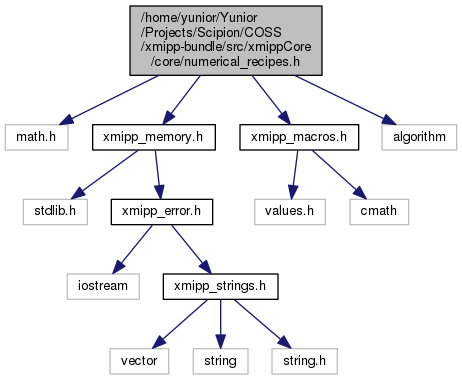 /home/yunior/Yunior
/Projects/Scipion/COSS
/xmipp-bundle/src/xmippCore
/core/numerical_recipes.h
math.h
xmipp_memory.h
xmipp_macros.h
algorithm
stdlib.h
xmipp_error.h
values.h
cmath
iostream
xmipp_strings.h
vector
string
string.h